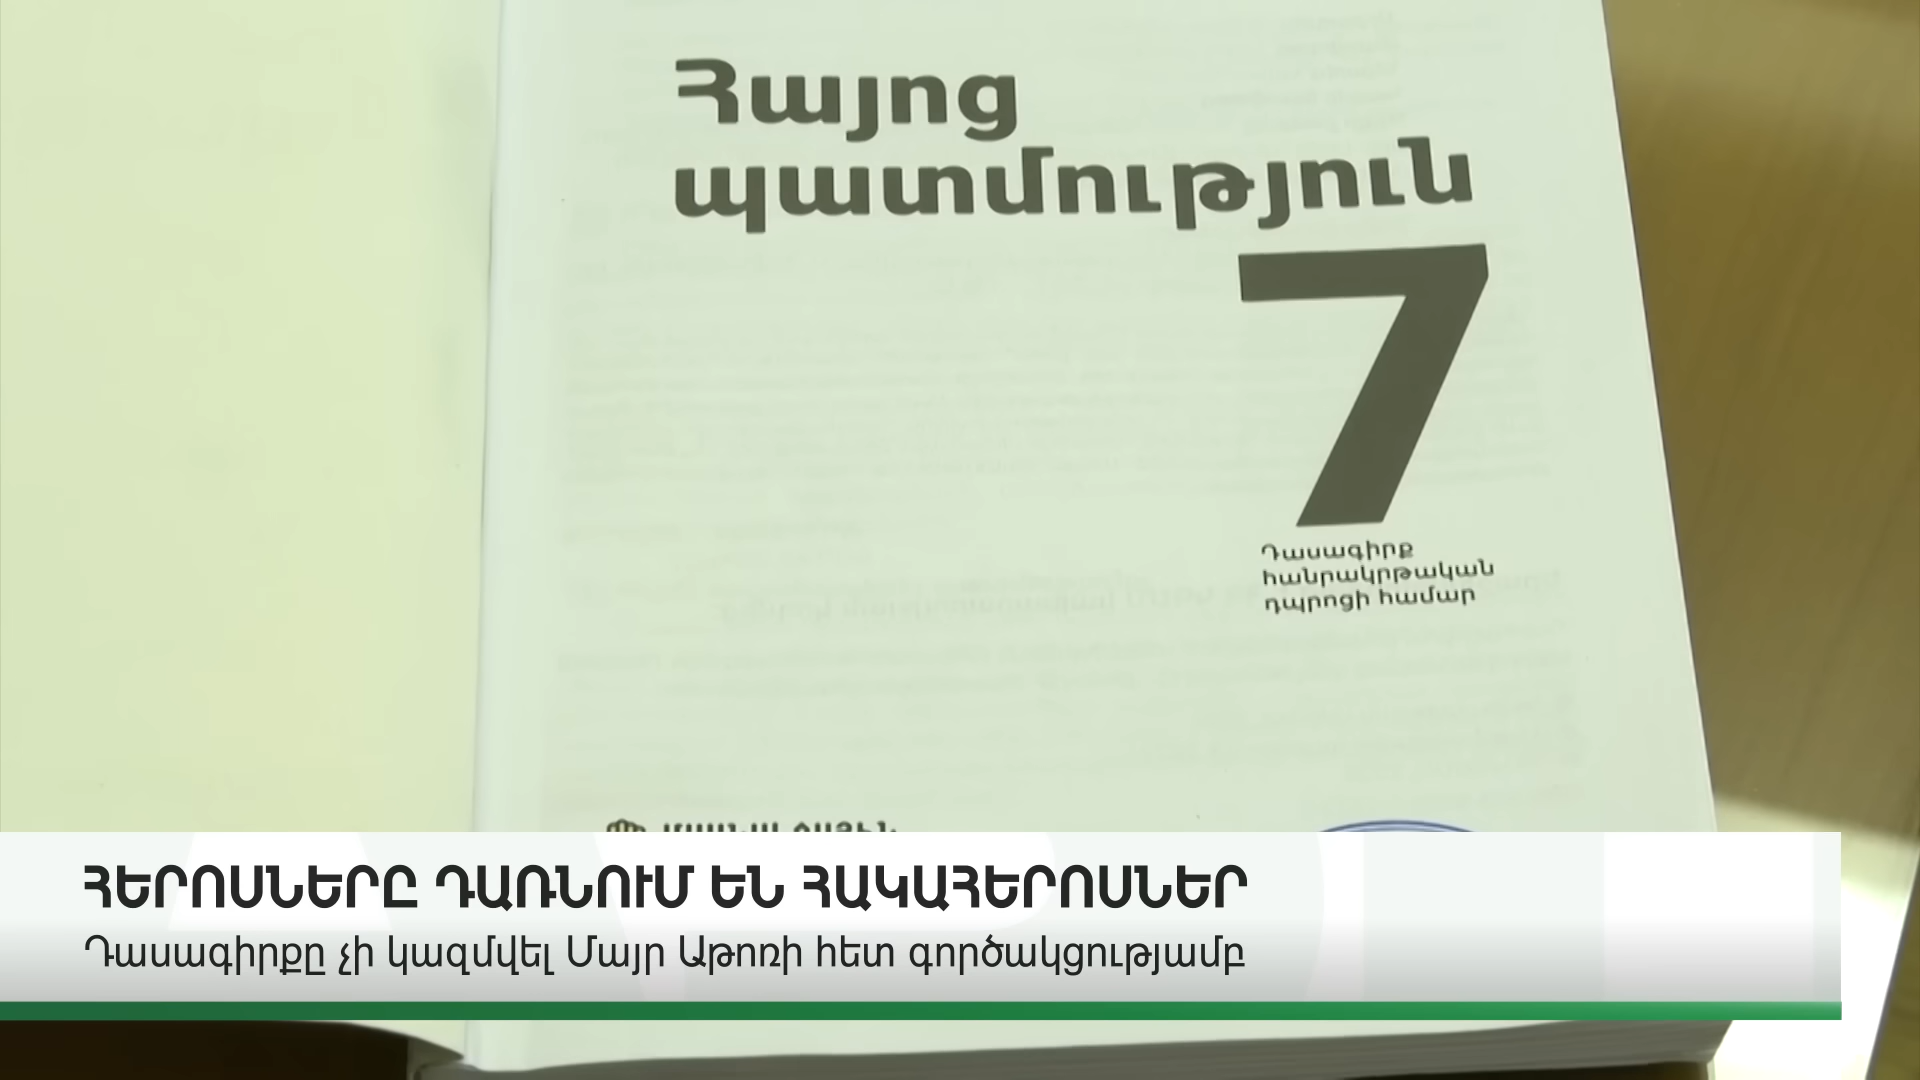 Հայոց
պատմություն
7
Դասագիրք
հանրակրթական
դպրոցի համար
ՀԵՐՈՍՆԵՐԸ ԴԱՌՆՈՒՄ ԵՆ ՀԱԿԱՀԵՐՈՍՆԵՐ
Դասագիրքը չի կազմվել Մայր Աթոռի հետ գործակցությամբ